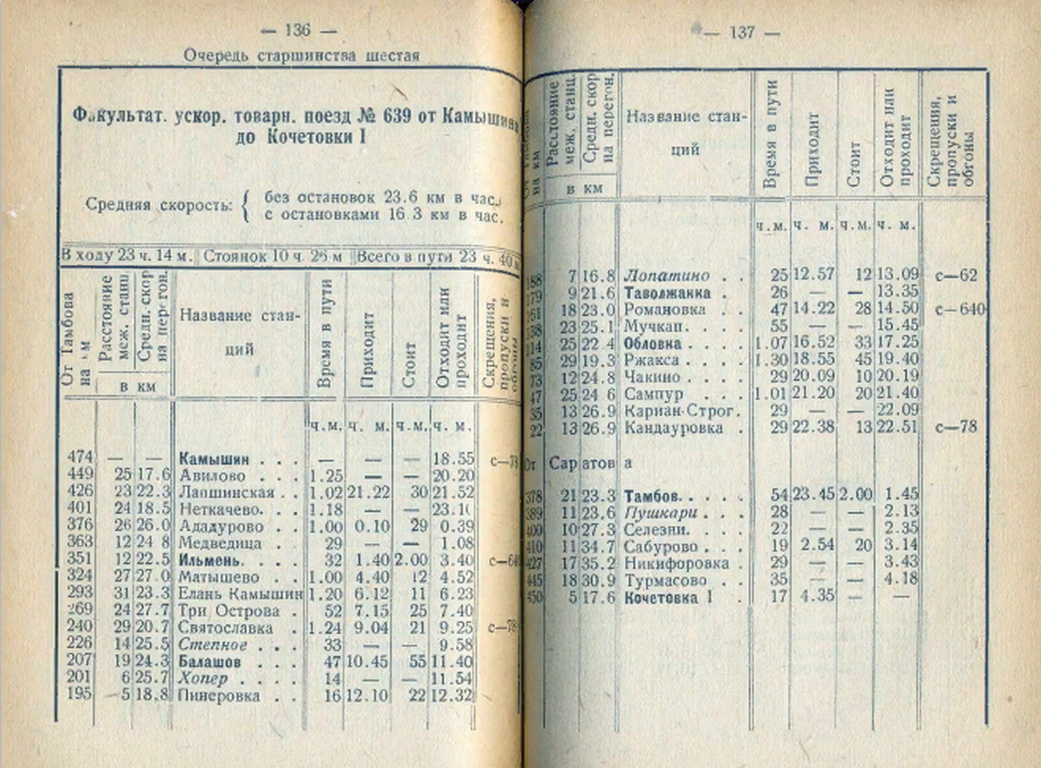 — 136 —
Очередь старшинства шестая
Факультат. ускор. товарн. поезд № 639 от Камышина
до Кочетовки I
Средняя скорость: { без остановок 23.6 км в час.,
с остановками 16.3 км в час.
В ходу 23 ч. 14 м. Стоянок 10 ч. 26 м Всего в пути 23 ч. 40
От Тамбова на км
Расстояние меж. станц.
Средн. скор на перегон.
в км
Название станций
Время в пути
Приходит
Стоит
Отходит или проходит
Скрещения, пропуски и обгоны
ч. м. ч. м. ч. м. ч. м.
474 — — Камышин . . . — — — 18.55
449 25 17.6 Авилово . . . 1.25 — — 20.20
426 23 22.3 Лапшинская . . 1.02 21.22 30 21.52
401 24 18.5 Неткачево. . . 1.18 — —
376 26 26.0 Ададурово . . 1.00 0.10 29 0.39
363 12 24 8 Медведица . . 29 — — 1.08
351 12 22.5 Ильмень. . . . 32 1.40 2.00 3.40
324 27 27.0 Матышево . . 1.00 4.40 12 4.52
293 31 23.3 Елань Камышин 1.20 6.12 11 6.23
269 24 27.7 Три Острова . 52 7.15 25 7.40
240 29 20.7 Святославка . 1.24 9.04 21 9.25
226 14 25.5 Степное . . . 33 — — 9.58
207 19 24.3 Балашов . . . 47 10.45 55 11.40
201 6 25.7 Хопер . . . . 14 — — 11.54
195 5 18.8 Пинеровка . . 16 12.10 22 12.32
— 137 —
на км
Расстояние меж. станц.
Средн. скор на перегон.
в км
Название станций
Время в пути
Приходит
Стоит
Отходит или проходит
Скрещения, пропуски и обгоны
ч. м. ч. м. ч. м. ч. м.
188 7 16.8 Лопатино . . 25 12.57 12 13.09 с—62
179 9 21.6 Таволжанка . 26 — — 13.35
161 18 23.0 Романовка . . 47 14.22 28 14.50 с—640
138 23 25.1 Мучкап. . . . 55 — — 15.45
114 25 22 4 Обловка . . . . 1.07 16.52 33 17.25
85 29 19.3 Ржакса . . . . 1.30 18.55 45 19.40
73 12 24.8 Чакино . . . . 29 20.09 10 20.19
47 25 24 6 Сампур . . . 1.01 21.20 20 21.40
35 13 26.9 Кариан-Строг. 29 — — 22.09
22 13 26.9 Кандауровка . 29 22.38 13 22.51 с—78
От Саратова
378 21 23.3 Тамбов. . . . . 54 23.45 2.00 1.45
389 11 23.6 Пушкари . . . 28 — — 2.13
400 10 27.3 Селезни. . . . 22 — — 2.35
410 11 34.7 Сабурово . . . 19 2.54 20 3.14
427 17 35.2 Никифоровка . 29 — — 3.43
445 18 30.9 Турмасово . . 35 — — 4.18
450 5 17.6 Кочетовка I . 17 4.35 — —